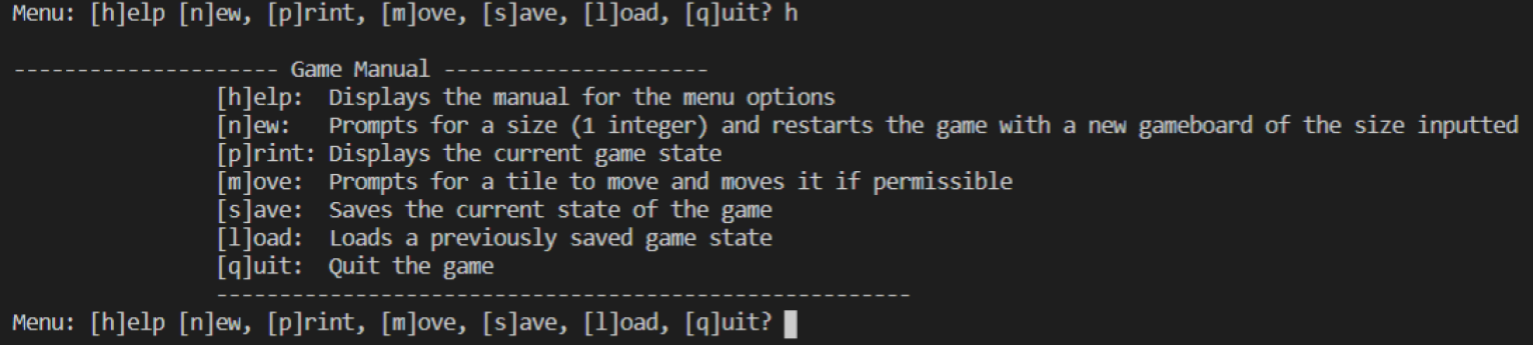 Menu: [h]elp [n]ew, [p]rint, [m]ove, [s]ave, [l]oad, [q]uit? h
--------------------- Game Manual ---------------------
[h]elp:  Displays the manual for the menu options
[n]ew:   Prompts for a size (1 integer) and restarts the game with a new gameboard of the size inputted
[p]rint: Displays the current game state
[m]ove:  Prompts for a tile to move and moves it if permissible
[s]ave:  Saves the current state of the game
[l]oad:  Loads a previously saved game state
[q]uit:  Quit the game
-------------------------------------------------------
Menu: [h]elp [n]ew, [p]rint, [m]ove, [s]ave, [l]oad, [q]uit?